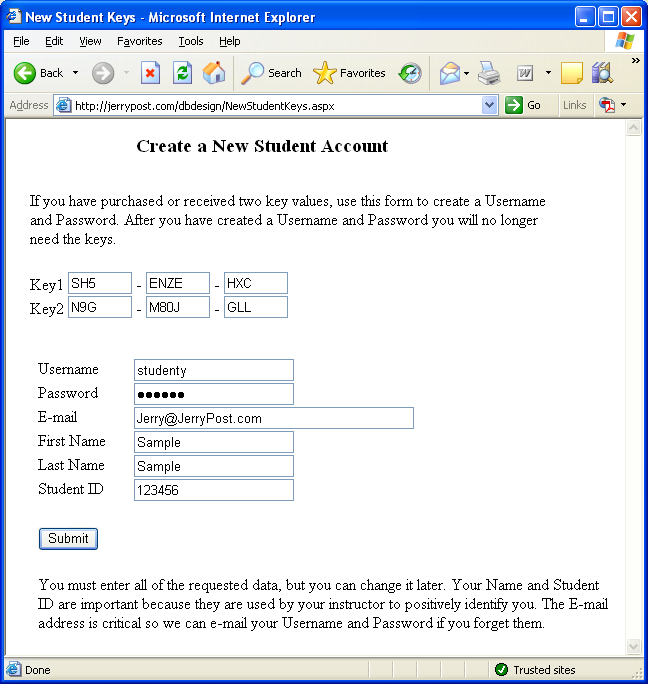 New Student Keys - Microsoft Internet Explorer
File Edit View Favorites Tools Help
Back Search Favorites W »
Address http://jerrypost.com/dbdesign/NewStudentKeys.aspx Go Links »
Create a New Student Account
If you have purchased or received two key values, use this form to create a Username
and Password. After you have created a Username and Password you will no longer
need the keys.
Key1 SH5 - ENZE - HXC
Key2 N9G - M80J - GLL
Username studenty
Password ●●●●●●
E-mail Jerry@JerryPost.com
First Name Sample
Last Name Sample
Student ID 123456
Submit
You must enter all of the requested data, but you can change it later. Your Name and Student
ID are important because they are used by your instructor to positively identify you. The E-mail
address is critical so we can e-mail your Username and Password if you forget them.
Done Trusted sites